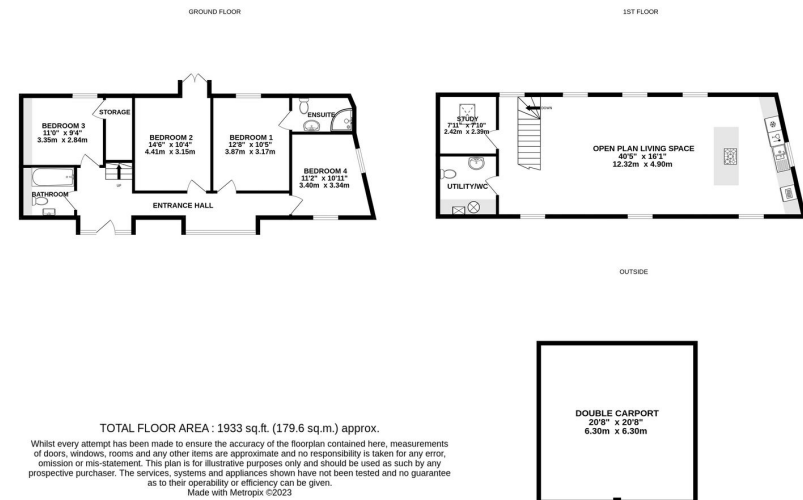 GROUND FLOOR
BEDROOM 3
11'0" x 9'4"
3.35m x 2.84m
STORAGE
BEDROOM 2
14'6" x 10'4"
4.41m x 3.15m
BEDROOM 1
12'8" x 10'5"
3.87m x 3.17m
ENSUITE
BEDROOM 4
11'2" x 10'11"
3.40m x 3.34m
UP
BATHROOM
ENTRANCE HALL
1ST FLOOR
DOWN
STUDY
7'11" x 7'10"
2.42m x 2.39m
OPEN PLAN LIVING SPACE
40'5" x 16'1"
12.32m x 4.90m
UTILITY/WC
OUTSIDE
DOUBLE CARPORT
20'8" x 20'8"
6.30m x 6.30m
TOTAL FLOOR AREA : 1933 sq.ft. (179.6 sq.m.) approx.
Whilst every attempt has been made to ensure the accuracy of the floorplan contained here, measurements
of doors, windows, rooms and any other items are approximate and no responsibility is taken for any error,
omission or mis-statement. This plan is for illustrative purposes only and should be used as such by any
prospective purchaser. The services, systems and appliances shown have not been tested and no guarantee
as to their operability or efficiency can be given.
Made with Metropix ©2023